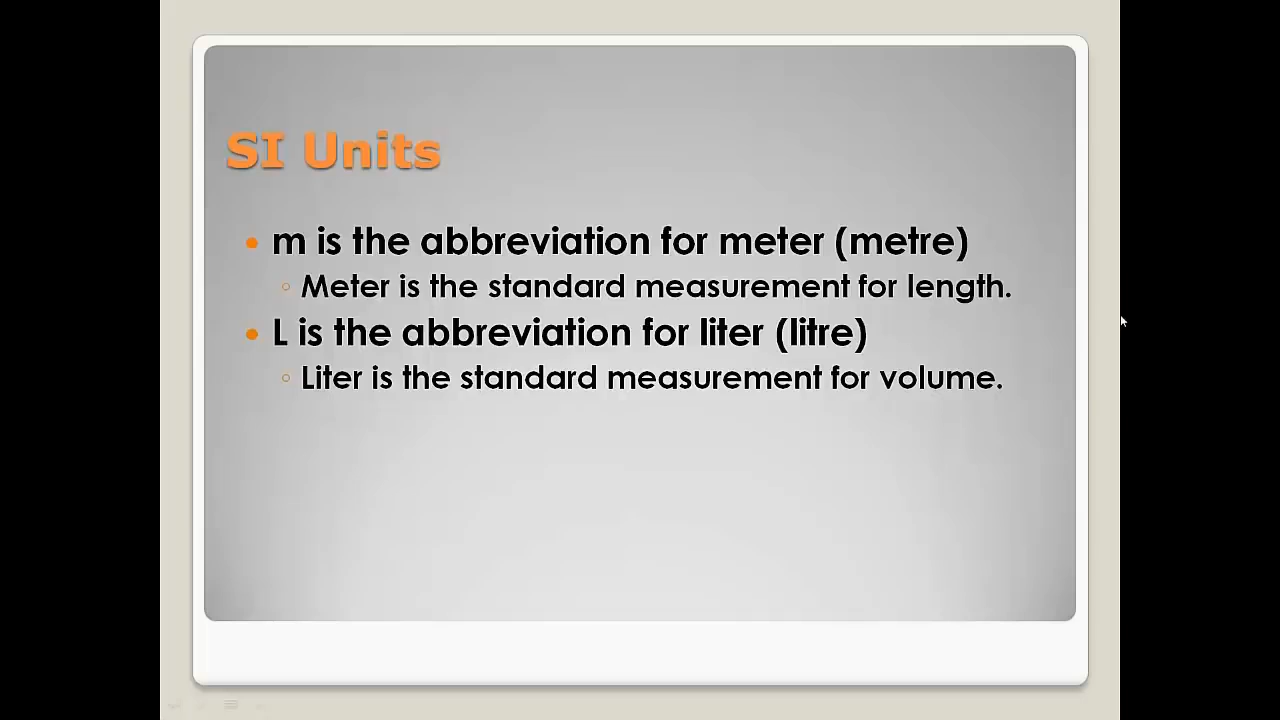 SI Units
m is the abbreviation for meter (metre)
Meter is the standard measurement for length.
L is the abbreviation for liter (litre)
Liter is the standard measurement for volume.